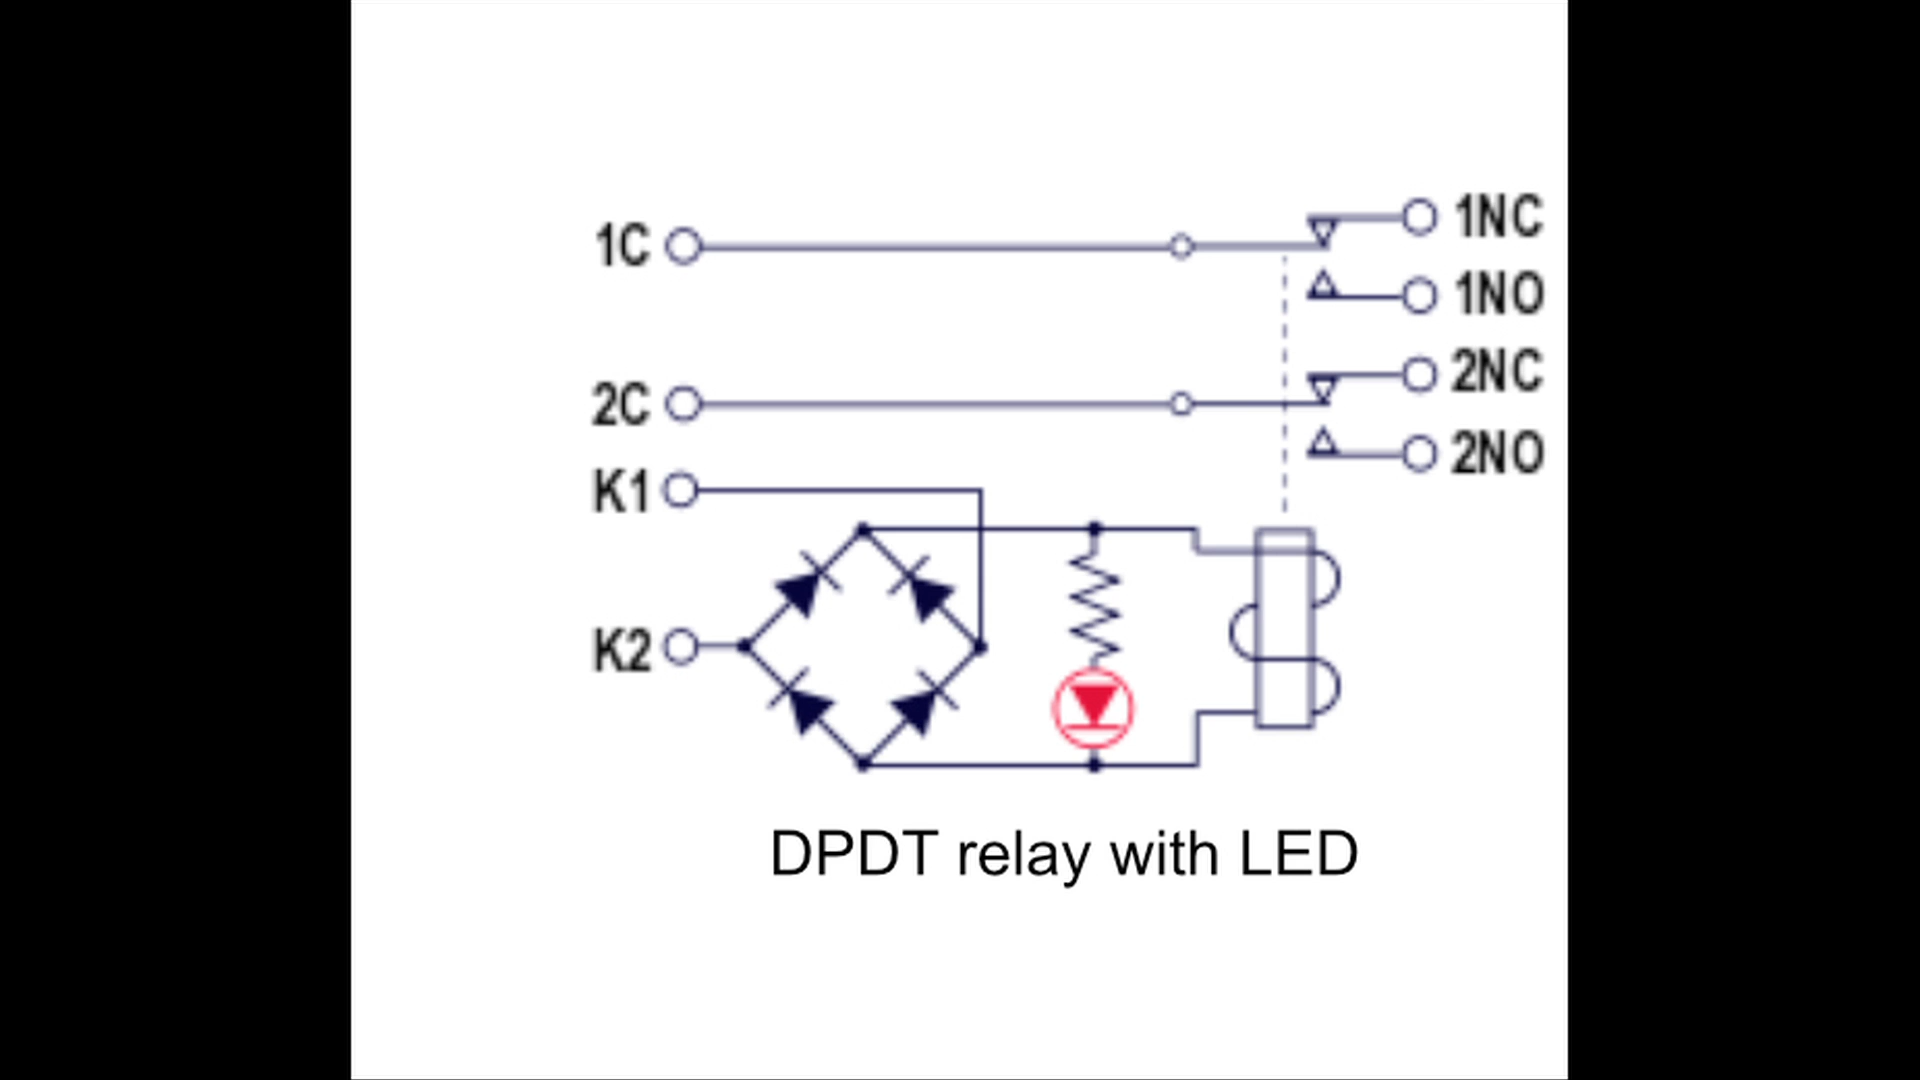 1C
1NC
1NO
2C
2NC
2NO
K1
K2
DPDT relay with LED